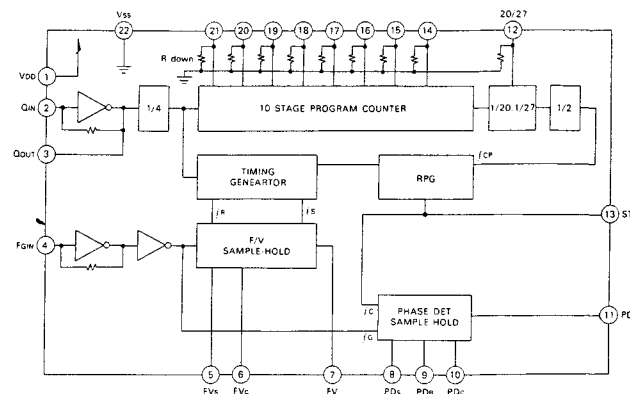 Vss
20/27
22
21
20
19
18
17
16
15
14
12
R down
VDD
1
QIN
2
1/4
10 STAGE PROGRAM COUNTER
1/20.1/27
1/2
QOUT
3
fCP
TIMING
GENEARTOR
RPG
fR
fS
13
ST
FGIN
4
F/V
SAMPLE-HOLD
fC
PHASE DET
SAMPLE HOLD
fG
11
PD
5
6
7
8
9
10
FVs
FVc
FV
PDs
PDR
PDC